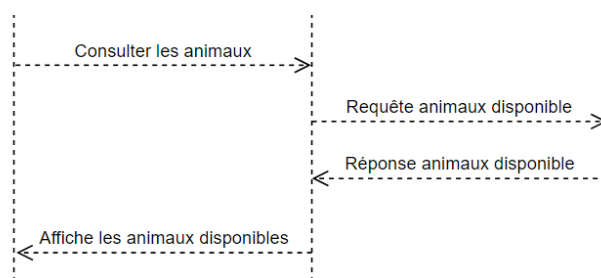 Consulter les animaux
Requête animaux disponible
Réponse animaux disponible
Affiche les animaux disponibles